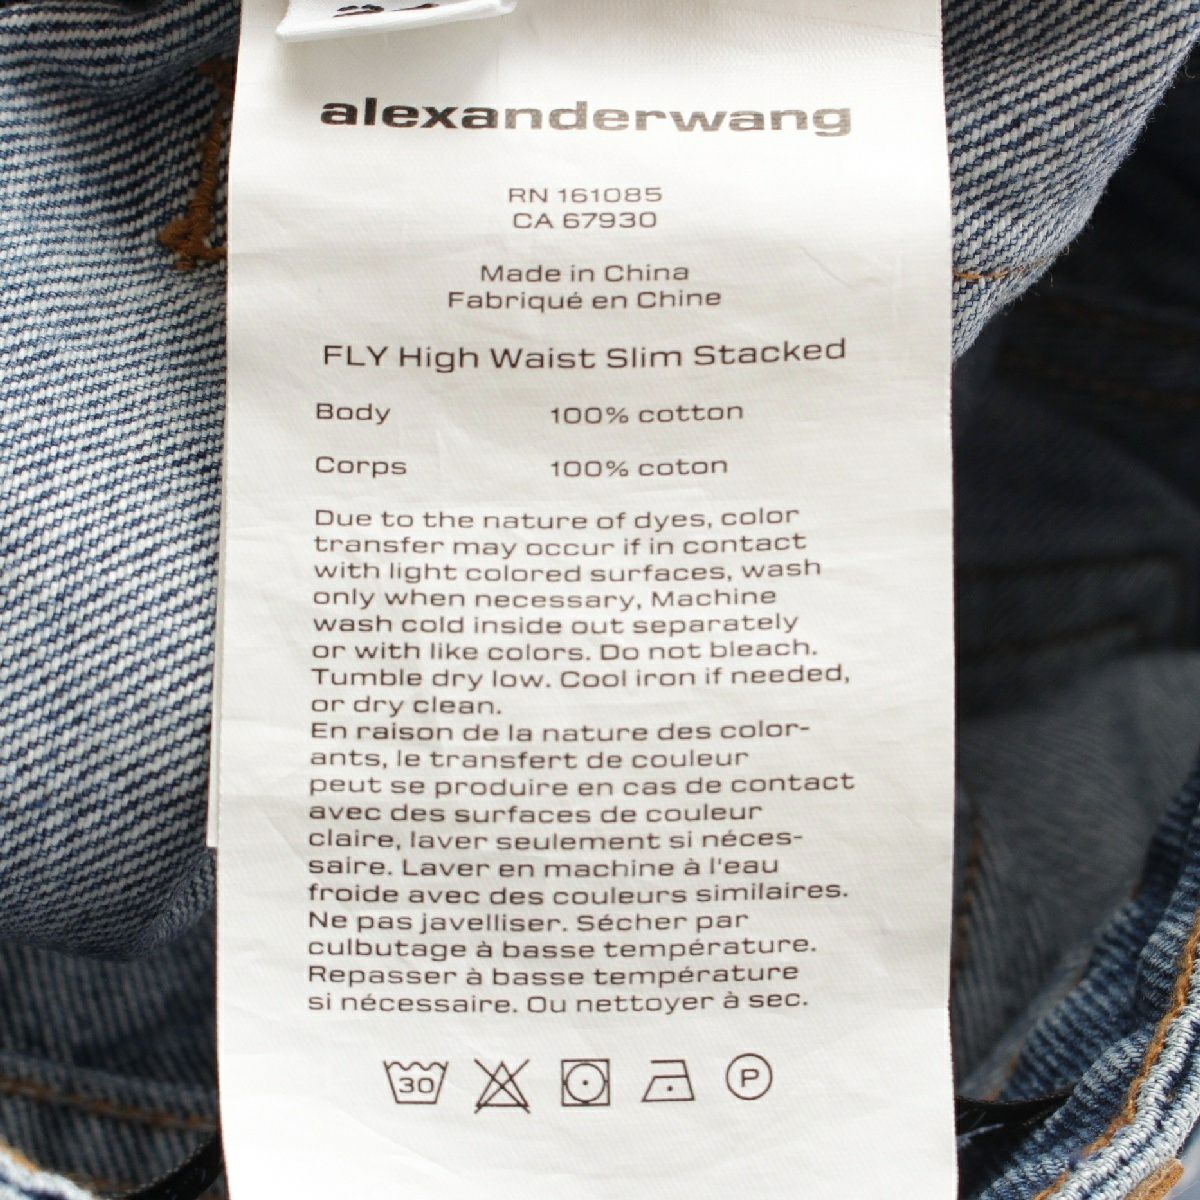 alexanderwang
RN 161085
CA 67930
Made in China
Fabriqué en Chine
FLY High Waist Slim Stacked
Body 100% cotton
Corps 100% coton
Due to the nature of dyes, color
transfer may occur if in contact
with light colored surfaces, wash
only when necessary, Machine
wash cold inside out separately
or with like colors. Do not bleach.
Tumble dry low. Cool iron if needed,
or dry clean.
En raison de la nature des color-
ants, le transfert de couleur
peut se produire en cas de contact
avec des surfaces de couleur
claire, laver seulement si néces-
saire. Laver en machine à l'eau
froide avec des couleurs similaires.
Ne pas javelliser. Sécher par
culbutage à basse température.
Repasser à basse température
si nécessaire. Ou nettoyer à sec.
30 P